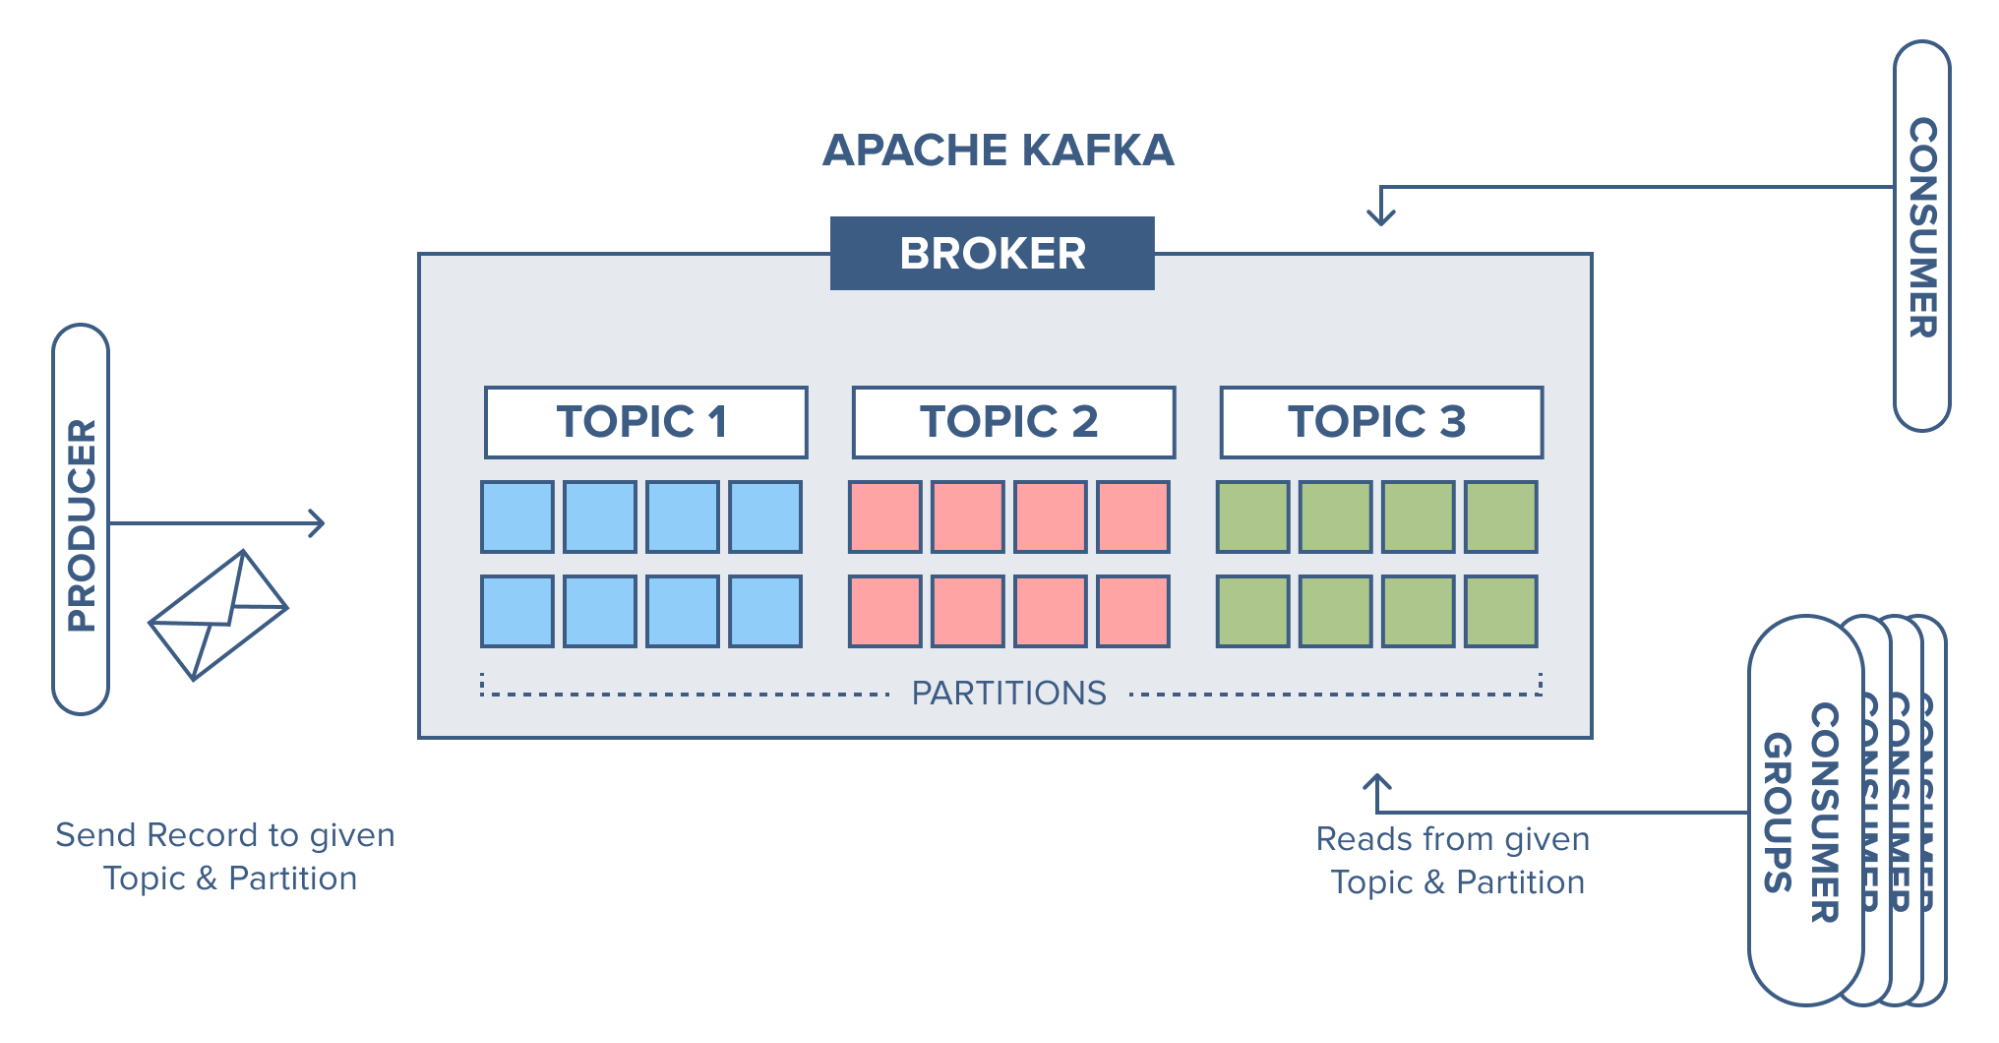 APACHE KAFKA
BROKER
CONSUMER
TOPIC 1
TOPIC 2
TOPIC 3
PRODUCER
PARTITIONS
Send Record to given
Topic & Partition
Reads from given
Topic & Partition
CONSUMER
GROUPS
CONSUMER
CONSUMER
CONSUMER